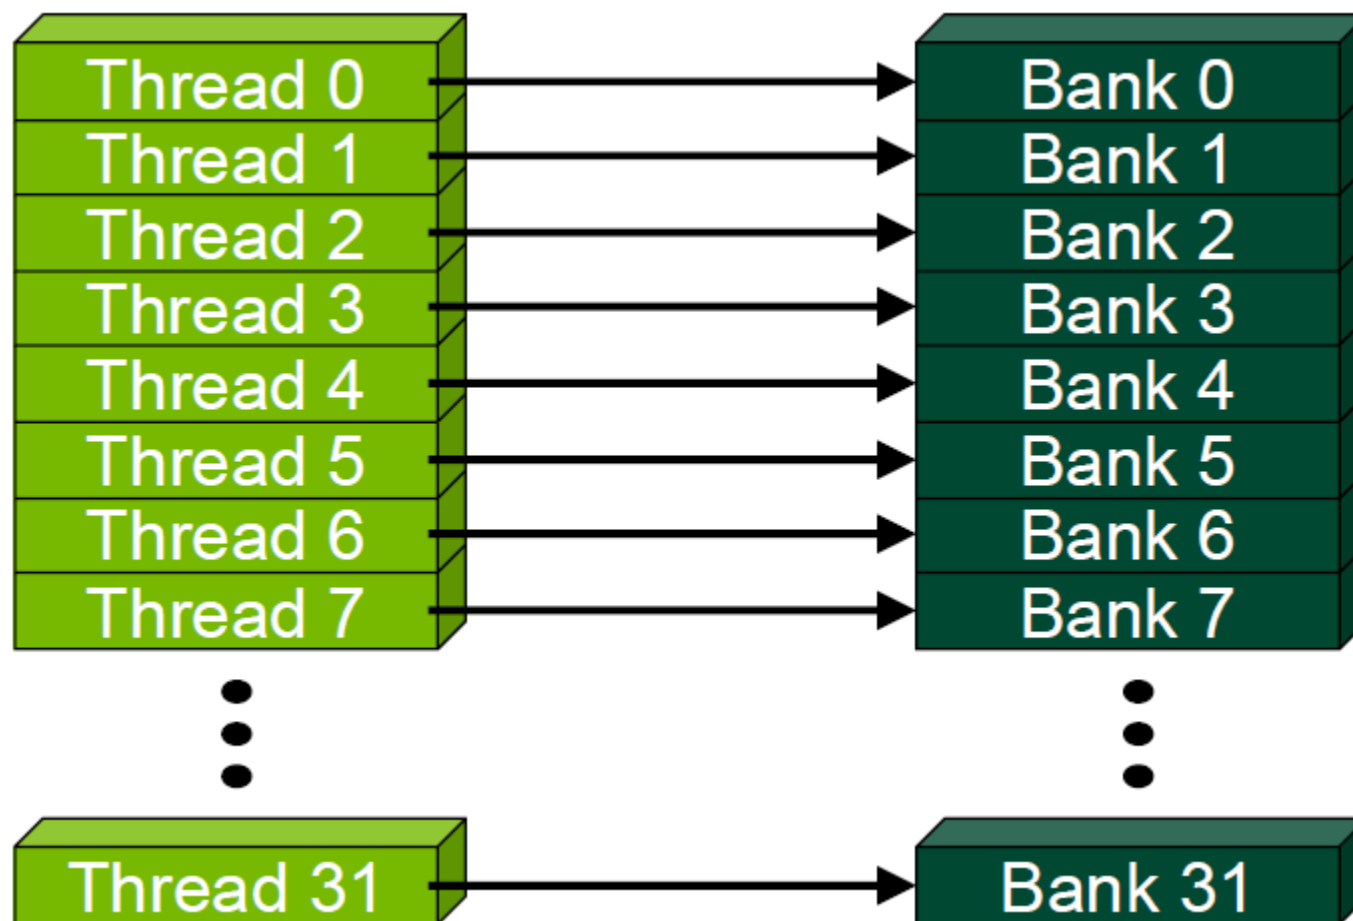 Thread 0
Bank 0
Thread 1
Bank 1
Thread 2
Bank 2
Thread 3
Bank 3
Thread 4
Bank 4
Thread 5
Bank 5
Thread 6
Bank 6
Thread 7
Bank 7
Thread 31
Bank 31